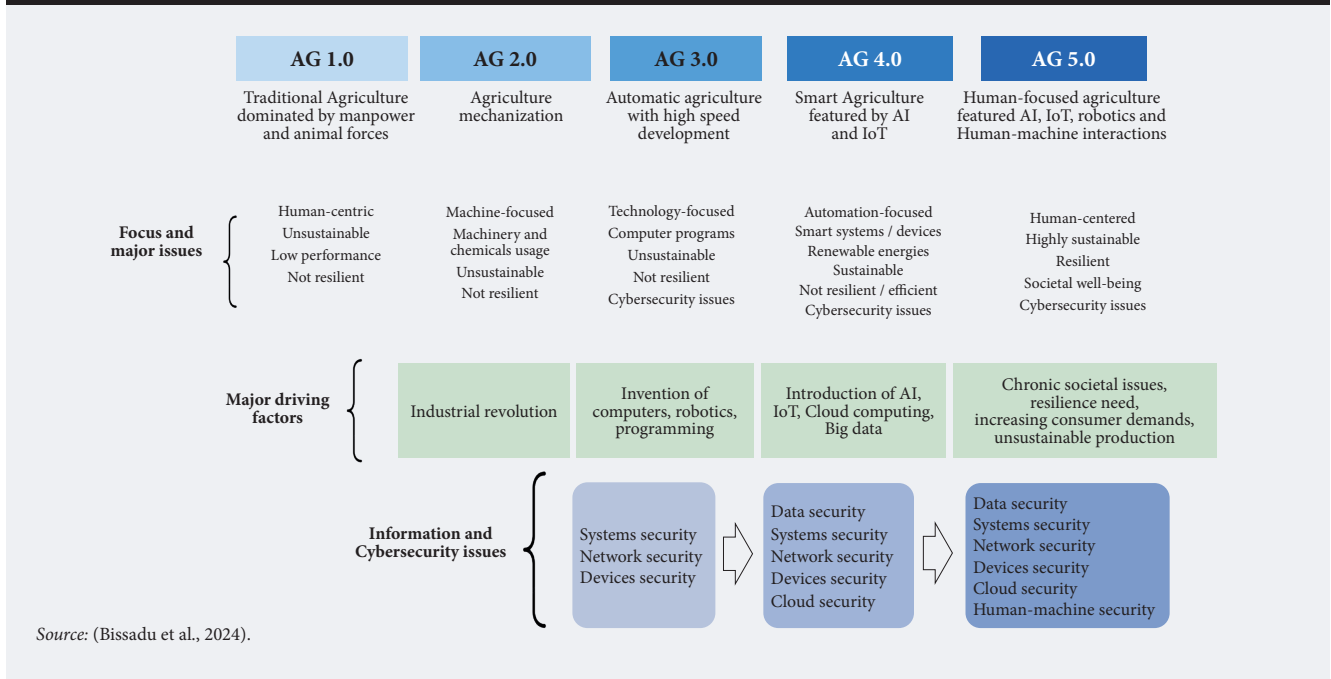 AG 1.0
AG 2.0
AG 3.0
AG 4.0
AG 5.0
Traditional Agriculture
dominated by manpower
and animal forces
Agriculture
mechanization
Automatic agriculture
with high speed
development
Smart Agriculture
featured by AI
and IoT
Human-focused agriculture
featured AI, IoT, robotics and
Human-machine interactions
Focus and
major issues
Human-centric
Unsustainable
Low performance
Not resilient
Machine-focused
Machinery and
chemicals usage
Unsustainable
Not resilient
Technology-focused
Computer programs
Unsustainable
Not resilient
Cybersecurity issues
Automation-focused
Smart systems / devices
Renewable energies
Sustainable
Not resilient / efficient
Cybersecurity issues
Human-centered
Highly sustainable
Resilient
Societal well-being
Cybersecurity issues
Major driving
factors
Industrial revolution
Invention of
computers, robotics,
programming
Introduction of AI,
IoT, Cloud computing,
Big data
Chronic societal issues,
resilience need,
increasing consumer demands,
unsustainable production
Information and
Cybersecurity issues
Systems security
Network security
Devices security
Data security
Systems security
Network security
Devices security
Cloud security
Data security
Systems security
Network security
Devices security
Cloud security
Human-machine security
Source: (Bissadu et al., 2024).